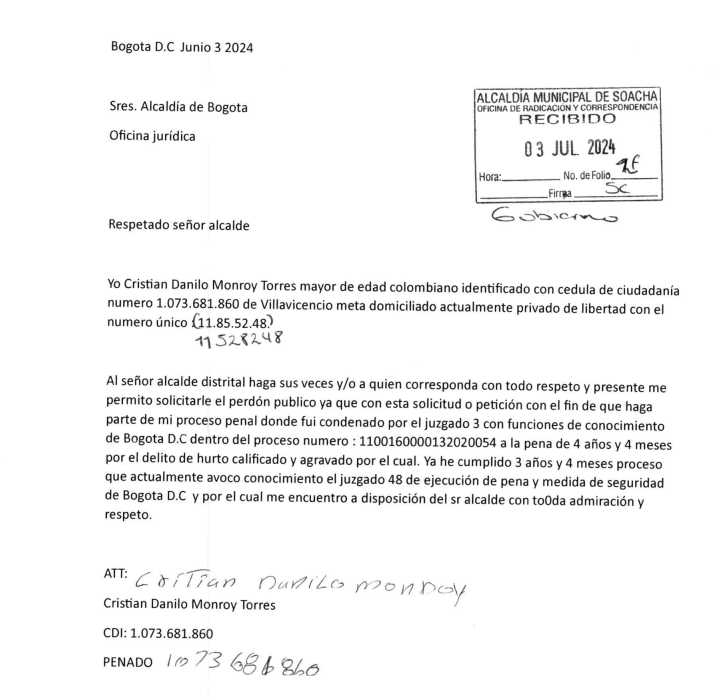 Bogota D.C Junio 3 2024
Sres. Alcaldía de Bogota
Oficina jurídica
ALCALDÍA MUNICIPAL DE SOACHA
OFICINA DE RADICACIÓN Y CORRESPONDENCIA
RECIBIDO
03 JUL 2024
Hora: No. de Folio
Firma SC
Gobierno
Respetado señor alcalde
Yo Cristian Danilo Monroy Torres mayor de edad colombiano identificado con cedula de ciudadanía
numero 1.073.681.860 de Villavicencio meta domiciliado actualmente privado de libertad con el
numero único (11.85.52.48.)
11528248
Al señor alcalde distrital haga sus veces y/o a quien corresponda con todo respeto y presente me
permito solicitarle el perdón publico ya que con esta solicitud o petición con el fin de que haga
parte de mi proceso penal donde fui condenado por el juzgado 3 con funciones de conocimiento
de Bogota D.C dentro del proceso numero : 1100160000132020054 a la pena de 4 años y 4 meses
por el delito de hurto calificado y agravado por el cual. Ya he cumplido 3 años y 4 meses proceso
que actualmente avoco conocimiento el juzgado 48 de ejecución de pena y medida de seguridad
de Bogota D.C y por el cual me encuentro a disposición del sr alcalde con to0da admiración y
respeto.
ATT: CriTian DaniLo monroy
Cristian Danilo Monroy Torres
CDI: 1.073.681.860
PENADO 1073681860